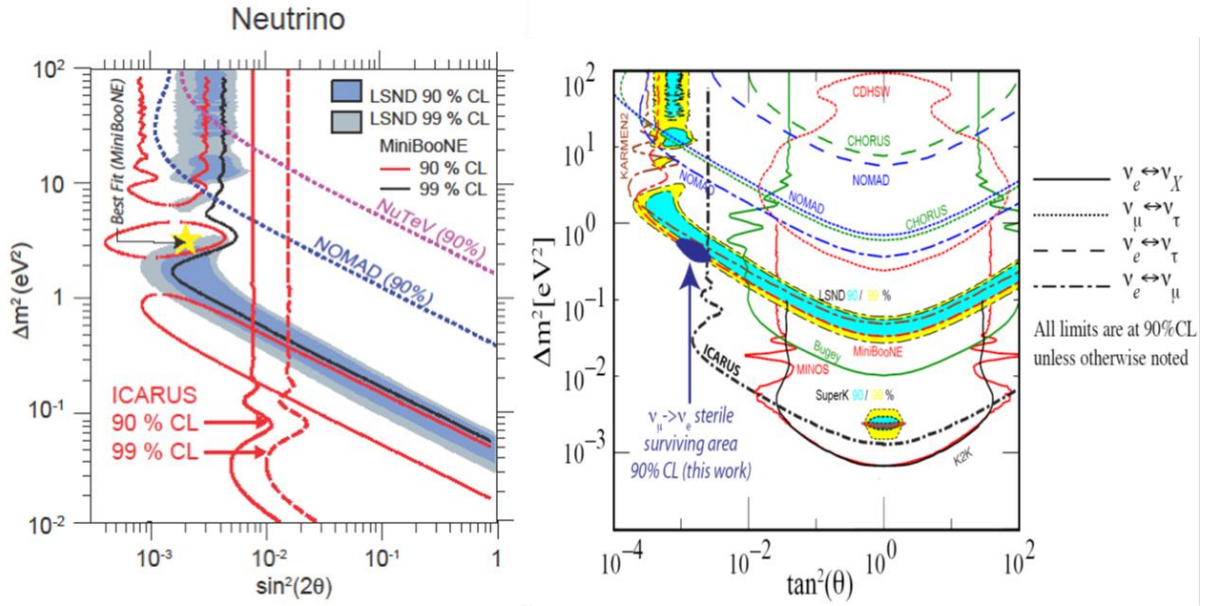 Neutrino
10²
10
1
10⁻¹
10⁻²
Δm² (eV²)
10⁻³
10⁻²
10⁻¹
1
sin²(2θ)
Best Fit (MiniBooNE)
LSND 90 % CL
LSND 99 % CL
MiniBooNE
90 % CL
99 % CL
NuTeV (90%)
NOMAD (90%)
ICARUS
90 % CL
99 % CL
10²
10¹
10⁰
10⁻¹
10⁻²
10⁻³
Δm² [eV²]
10⁻⁴
10⁻²
10⁰
10²
tan²(θ)
KARMEN2
CDHSW
CHORUS
NOMAD
NOMAD
NOMAD
CHORUS
LSND 90/ 99 %
Bugey
MiniBooNE
ICARUS
MINOS
SuperK 90/ 99 %
K2K
νμ->νe sterile
surviving area
90% CL (this work)
νe↔νX
νμ↔ντ
νe↔ντ
νe↔νμ
All limits are at 90%CL
unless otherwise noted